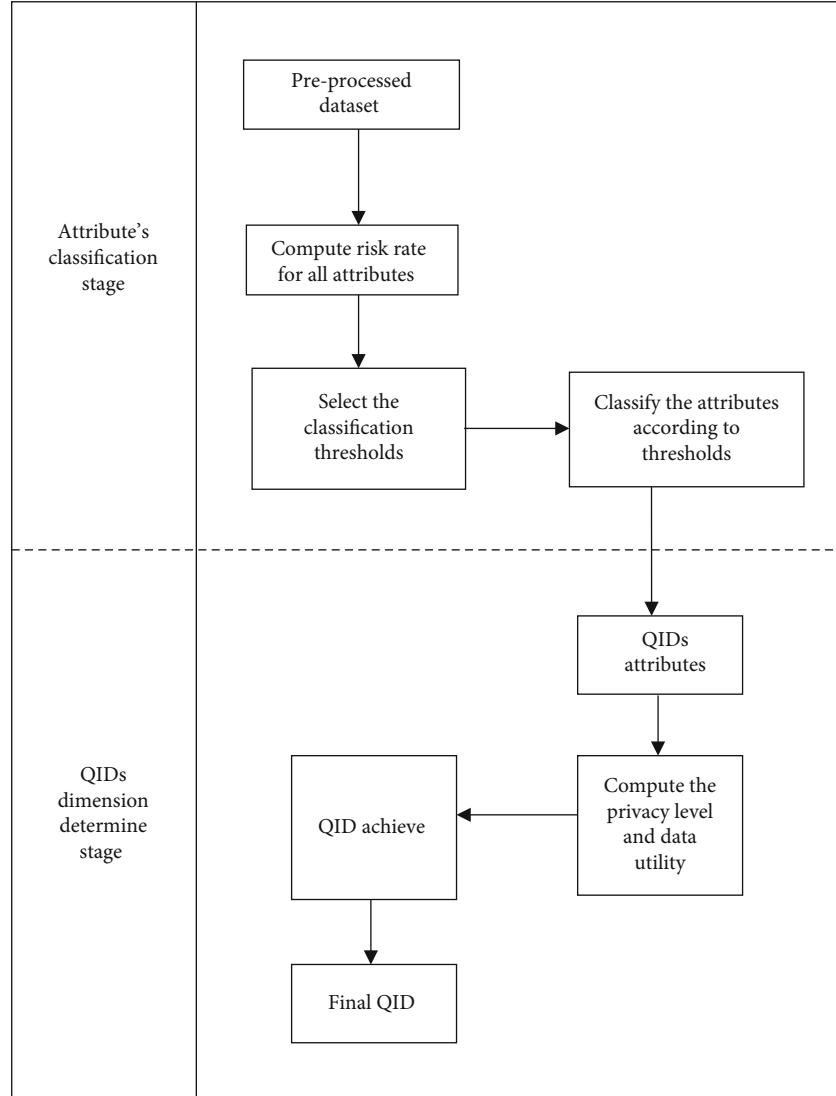 Pre-processed
dataset
Attribute's
classification
stage
Compute risk rate
for all attributes
Select the
classification
thresholds
Classify the attributes
according to
thresholds
QIDs
attributes
QIDs
dimension
determine
stage
Compute the
privacy level
and data
utility
QID achieve
Final QID